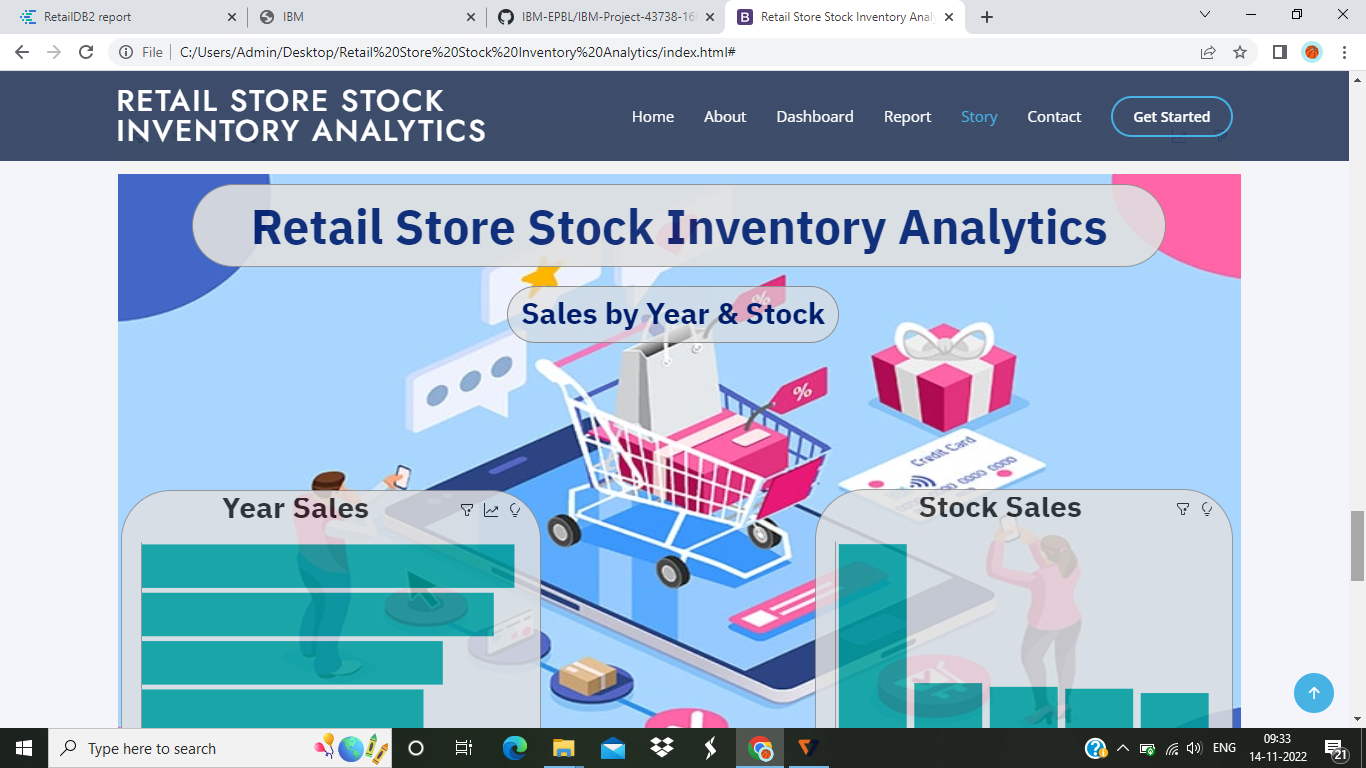 RetailDB2 report
IBM
IBM-EPBL/IBM-Project-43738-16
Retail Store Stock Inventory Anal
File
C:/Users/Admin/Desktop/Retail%20Store%20Stock%20Inventory%20Analytics/index.html#
RETAIL STORE STOCK
INVENTORY ANALYTICS
Home About Dashboard Report Story Contact Get Started
Retail Store Stock Inventory Analytics
Sales by Year & Stock
%
%
Credit Card
0000 0000
Year Sales
Stock Sales
Type here to search
ENG
09:33
14-11-2022
21